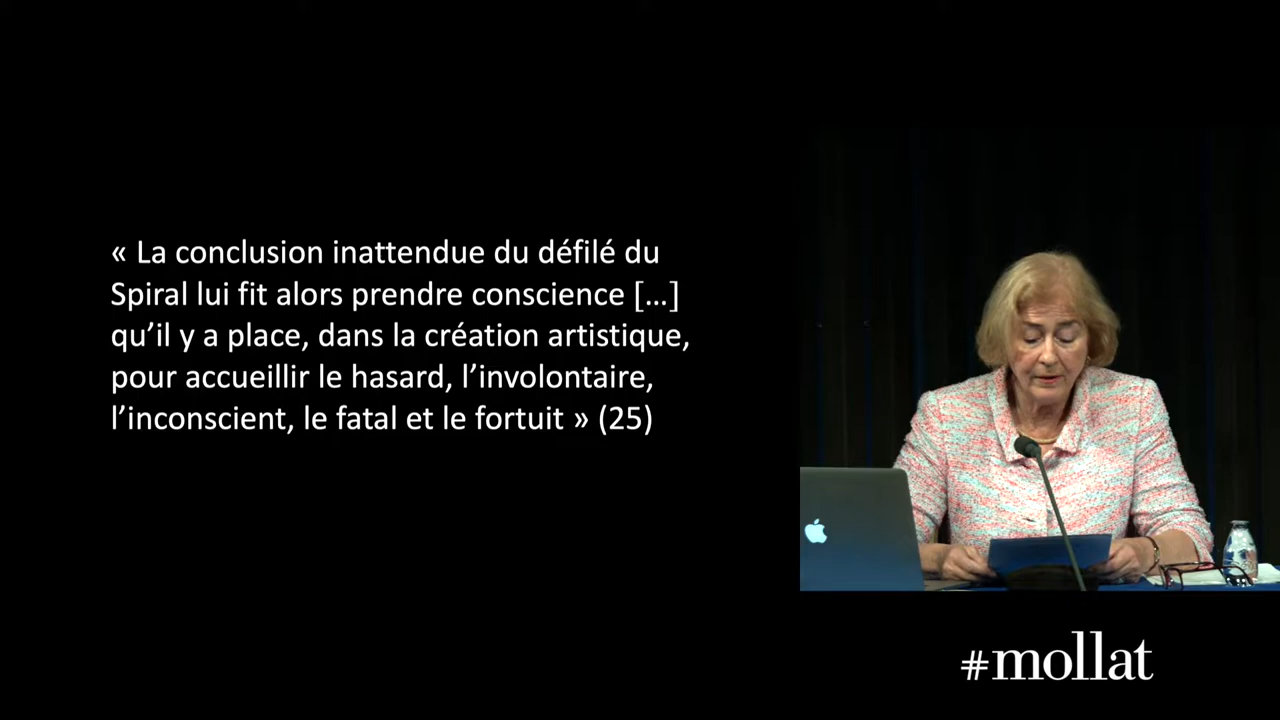 « La conclusion inattendue du défilé du
Spiral lui fit alors prendre conscience […]
qu’il y a place, dans la création artistique,
pour accueillir le hasard, l’involontaire,
l’inconscient, le fatal et le fortuit » (25)
#mollat